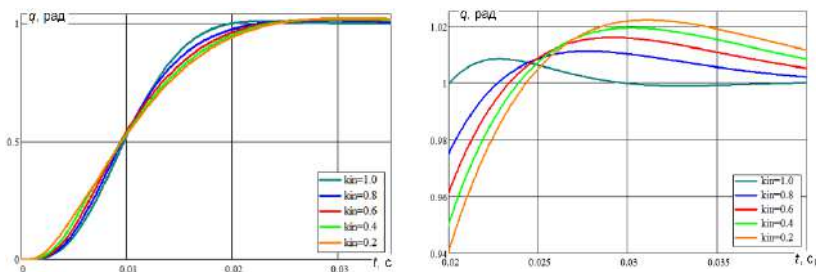 q, рад
1
0.5
0
0.01
0.02
0.03
t, с
kin=1.0
kin=0.8
kin=0.6
kin=0.4
kin=0.2
q, рад
1.02
1
0.98
0.96
0.94
0.02
0.025
0.03
0.035
t, с
kin=1.0
kin=0.8
kin=0.6
kin=0.4
kin=0.2